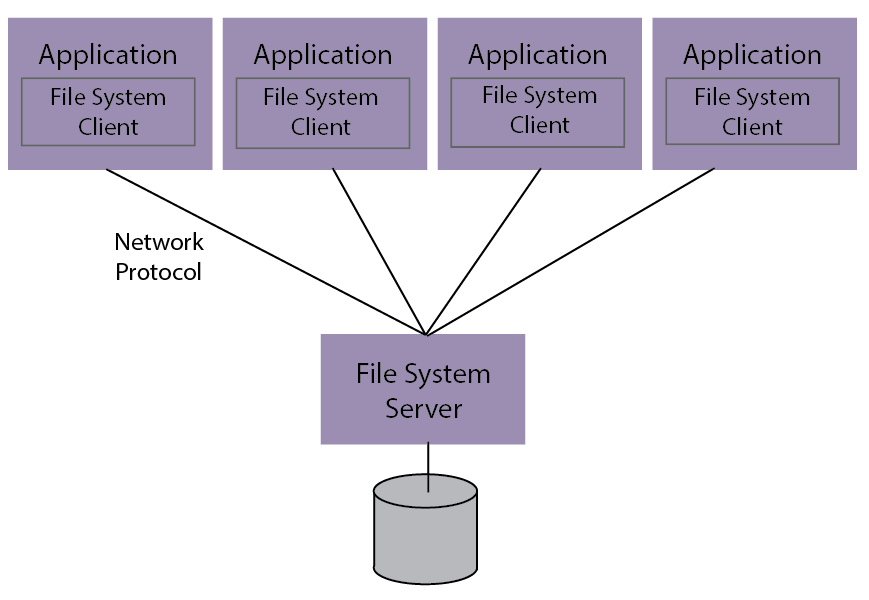 Application
File System
Client
Application
File System
Client
Application
File System
Client
Application
File System
Client
Network
Protocol
File System
Server